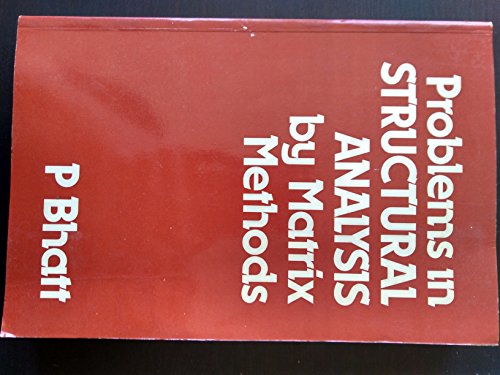 Problems in
STRUCTURAL
ANALYSIS
by Matrix
Methods
P Bhatt